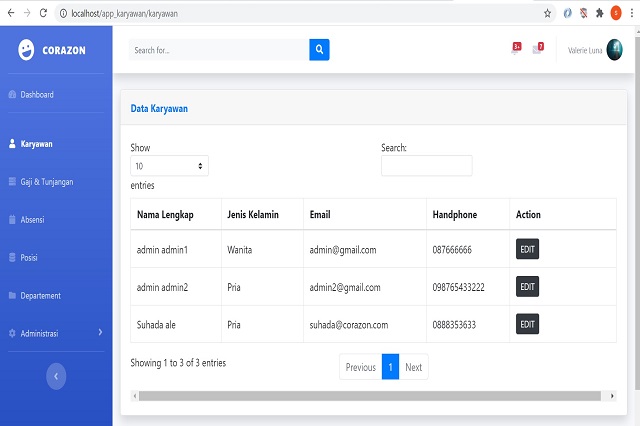 localhost/app_karyawan/karyawan
S
CORAZON
Search for...
3+
7
Valerie Luna
Dashboard
Karyawan
Gaji & Tunjangan
Absensi
Posisi
Departement
Administrasi
Data Karyawan
Show
10
entries
Search:
Nama Lengkap Jenis Kelamin Email Handphone Action
admin admin1 Wanita admin@gmail.com 087666666 EDIT
admin admin2 Pria admin2@gmail.com 098765433222 EDIT
Suhada ale Pria suhada@corazon.com 0888353633 EDIT
Showing 1 to 3 of 3 entries
Previous 1 Next